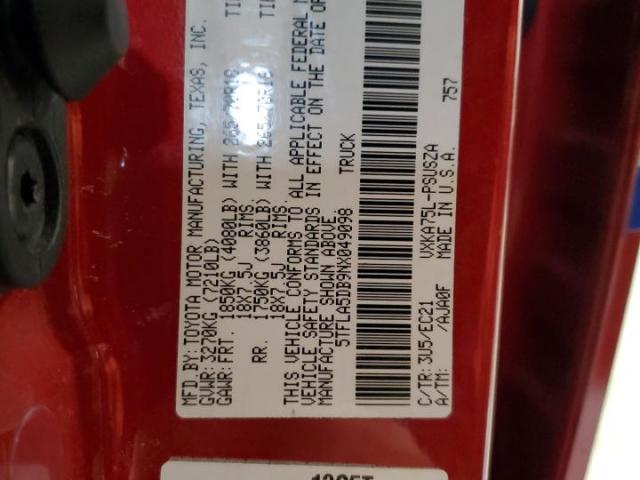 MFD.BY:TOYOTA MOTOR MANUFACTURING, TEXAS, INC.
GVWR:3270KG (7210LB)
GAWR:FRT. 1850KG (4080LB) WITH TI
18X7.5J RIMS.
RR. 1750KG (3860LB) WITH TI
18X7.5J RIMS.
THIS VEHICLE CONFORMS TO ALL APPLICABLE FEDERAL M
VEHICLE SAFETY STANDARDS IN EFFECT ON THE DATE OF
MANUFACTURE SHOWN ABOVE.
5TFLA5DB9NX049098 TRUCK
C/TR:3U5/EC21 VXKA75L-PSUSZA
A/TM: /AJA0F MADE IN U.S.A. 757